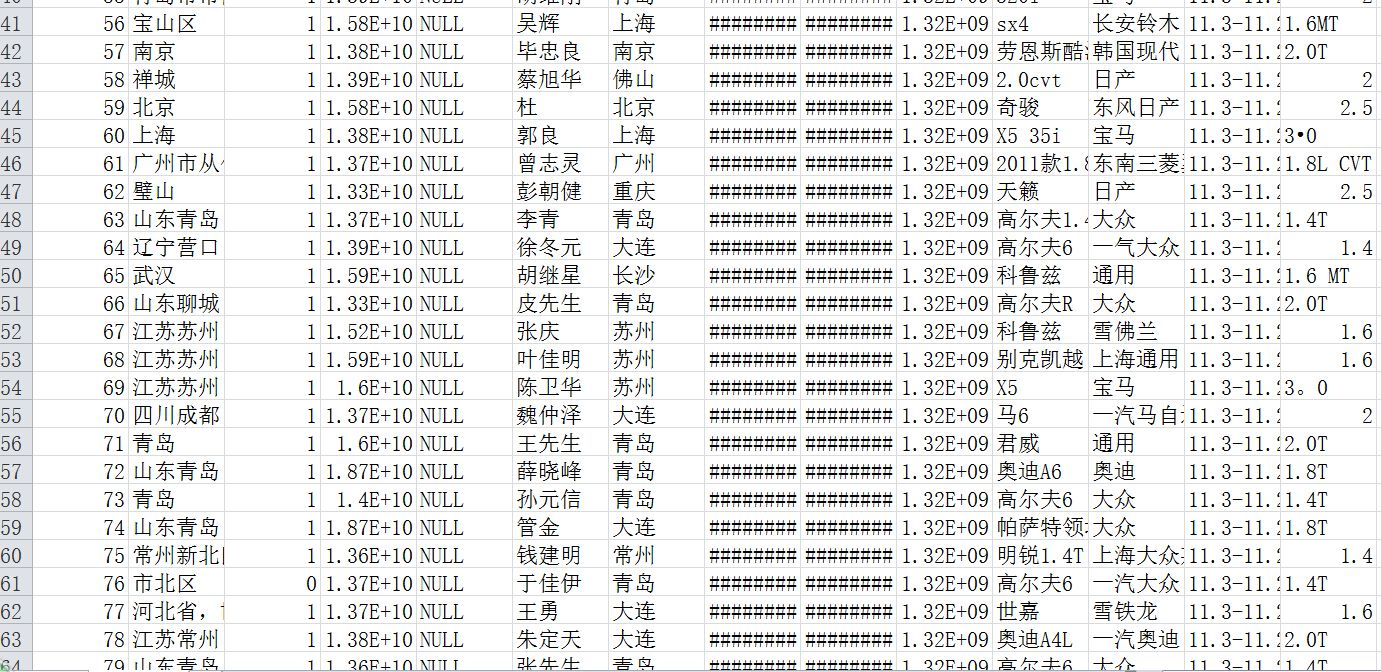 41 56 宝山区 1 1.58E+10 NULL 吴辉 上海 ######## ######## 1.32E+09 sx4 长安铃木 11.3-11.2 1.6MT
42 57 南京 1 1.38E+10 NULL 毕忠良 南京 ######## ######## 1.32E+09 劳恩斯酷 韩国现代 11.3-11.2 2.0T
43 58 禅城 1 1.39E+10 NULL 蔡旭华 佛山 ######## ######## 1.32E+09 2.0cvt 日产 11.3-11.2 2
44 59 北京 1 1.58E+10 NULL 杜 北京 ######## ######## 1.32E+09 奇骏 东风日产 11.3-11.2 2.5
45 60 上海 1 1.38E+10 NULL 郭良 上海 ######## ######## 1.32E+09 X5 35i 宝马 11.3-11.2 3•0
46 61 广州市从 1 1.37E+10 NULL 曾志灵 广州 ######## ######## 1.32E+09 2011款1.8 东南三菱 11.3-11.2 1.8L CVT
47 62 璧山 1 1.33E+10 NULL 彭朝健 重庆 ######## ######## 1.32E+09 天籁 日产 11.3-11.2 2.5
48 63 山东青岛 1 1.37E+10 NULL 李青 青岛 ######## ######## 1.32E+09 高尔夫1.4 大众 11.3-11.2 1.4T
49 64 辽宁营口 1 1.39E+10 NULL 徐冬元 大连 ######## ######## 1.32E+09 高尔夫6 一气大众 11.3-11.2 1.4
50 65 武汉 1 1.59E+10 NULL 胡继星 长沙 ######## ######## 1.32E+09 科鲁兹 通用 11.3-11.2 1.6 MT
51 66 山东聊城 1 1.33E+10 NULL 皮先生 青岛 ######## ######## 1.32E+09 高尔夫R 大众 11.3-11.2 2.0T
52 67 江苏苏州 1 1.52E+10 NULL 张庆 苏州 ######## ######## 1.32E+09 科鲁兹 雪佛兰 11.3-11.2 1.6
53 68 江苏苏州 1 1.59E+10 NULL 叶佳明 苏州 ######## ######## 1.32E+09 别克凯越 上海通用 11.3-11.2 1.6
54 69 江苏苏州 1 1.6E+10 NULL 陈卫华 苏州 ######## ######## 1.32E+09 X5 宝马 11.3-11.2 3。0
55 70 四川成都 1 1.37E+10 NULL 魏仲泽 大连 ######## ######## 1.32E+09 马6 一汽马自 11.3-11.2 2
56 71 青岛 1 1.6E+10 NULL 王先生 青岛 ######## ######## 1.32E+09 君威 通用 11.3-11.2 2.0T
57 72 山东青岛 1 1.87E+10 NULL 薛晓峰 青岛 ######## ######## 1.32E+09 奥迪A6 奥迪 11.3-11.2 1.8T
58 73 青岛 1 1.4E+10 NULL 孙元信 青岛 ######## ######## 1.32E+09 高尔夫6 大众 11.3-11.2 1.4T
59 74 山东青岛 1 1.87E+10 NULL 管金 大连 ######## ######## 1.32E+09 帕萨特领 大众 11.3-11.2 1.8T
60 75 常州新北 1 1.36E+10 NULL 钱建明 常州 ######## ######## 1.32E+09 明锐1.4T 上海大众 11.3-11.2 1.4
61 76 市北区 0 1.37E+10 NULL 于佳伊 青岛 ######## ######## 1.32E+09 高尔夫6 一汽大众 11.3-11.2 1.4T
62 77 河北省， 1 1.37E+10 NULL 王勇 大连 ######## ######## 1.32E+09 世嘉 雪铁龙 11.3-11.2 1.6
63 78 江苏常州 1 1.38E+10 NULL 朱定天 大连 ######## ######## 1.32E+09 奥迪A4L 一汽奥迪 11.3-11.2 2.0T
64 79 山东青岛 1 1.36E+10 NULL 张先生 青岛 ######## ######## 1.32E+09 高尔夫6 大众 11.3-11.2 1.4T